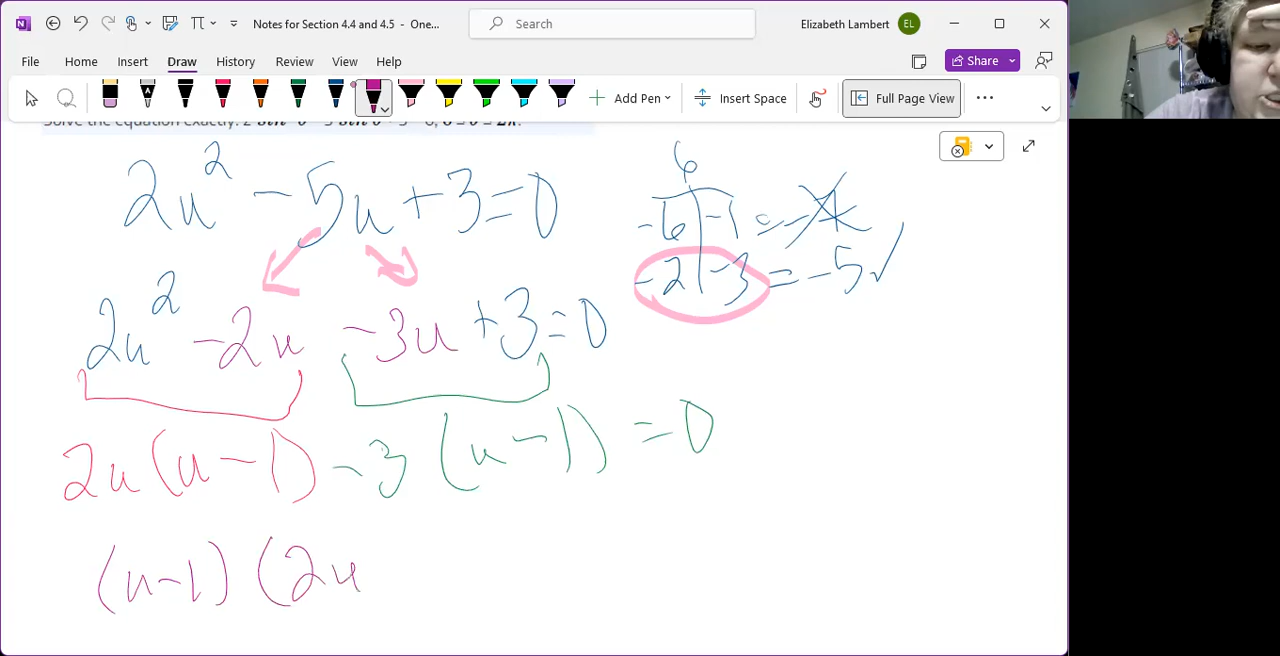 Notes for Section 4.4 and 4.5 - One...
Search
Elizabeth Lambert
EL
File Home Insert Draw History Review View Help
Share
Pen
Insert Space
Full Page View
2u² - 5u + 3 = 0
2u² - 2u - 3u + 3 = 0
2u (u - 1) - 3 (u - 1) = 0
(u - 1) (2u
6
-6 | -1 =
-2 | -3 = -5 ✓